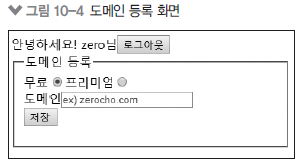 그림 10-4 도메인 등록 화면
안녕하세요! zero님 로그아웃
도메인 등록
무료 프리미엄
도메인 ex) zerocho.com
저장